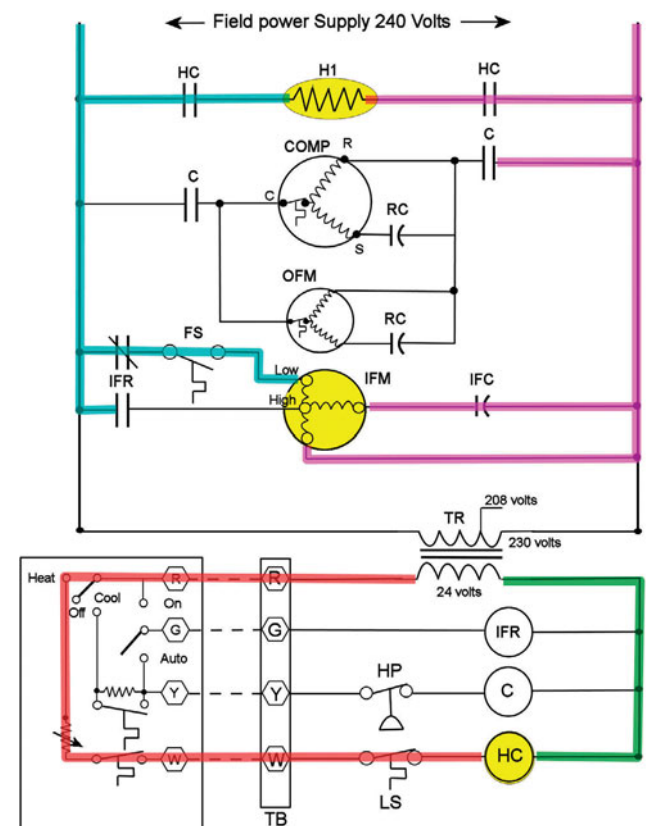 Field power Supply 240 Volts
HC H1 HC
COMP R C
C C RC
S
OFM
RC
FS
Low IFM IFC
IFR High
208 volts
TR
230 volts
24 volts
Heat R R
Off Cool On
G G IFR
Auto
HP
Y Y C
W W HC
LS
TB